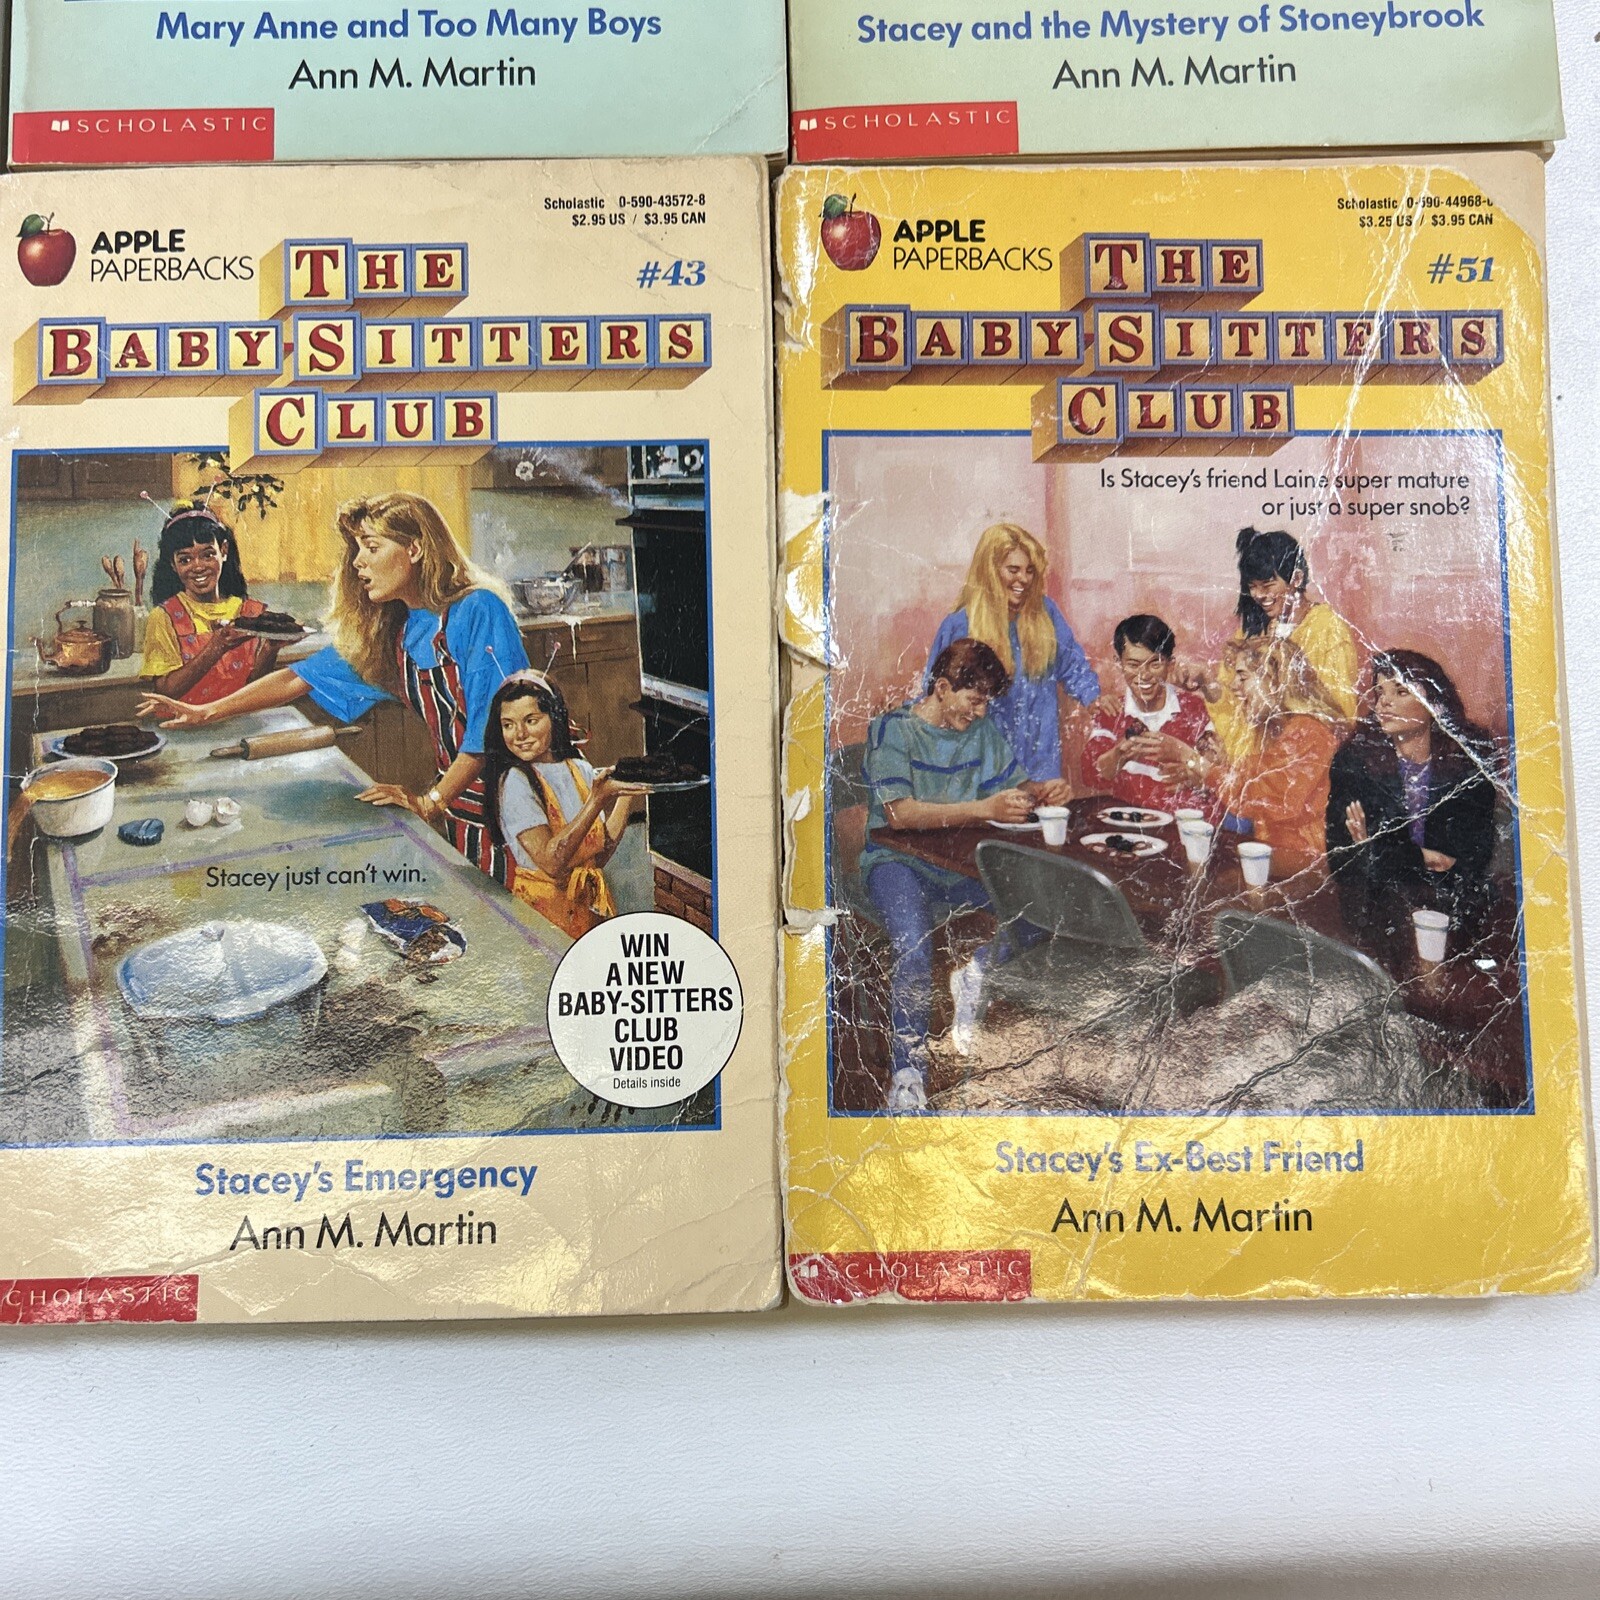 Mary Anne and Too Many Boys
Ann M. Martin
SCHOLASTIC
Stacey and the Mystery of Stoneybrook
Ann M. Martin
SCHOLASTIC
Scholastic 0-590-43572-8
$2.95 US / $3.95 CAN
APPLE
PAPERBACKS
#43
THE
BABY-SITTERS
CLUB
Stacey just can't win.
WIN
A NEW
BABY-SITTERS
CLUB
VIDEO
Details inside
Stacey's Emergency
Ann M. Martin
CHOLASTIC
Scholastic 0-590-44968-
$3.25 US / $3.95 CAN
APPLE
PAPERBACKS
#51
THE
BABY-SITTERS
CLUB
Is Stacey's friend Laine super mature
or just a super snob?
Stacey's Ex-Best Friend
Ann M. Martin
SCHOLASTIC